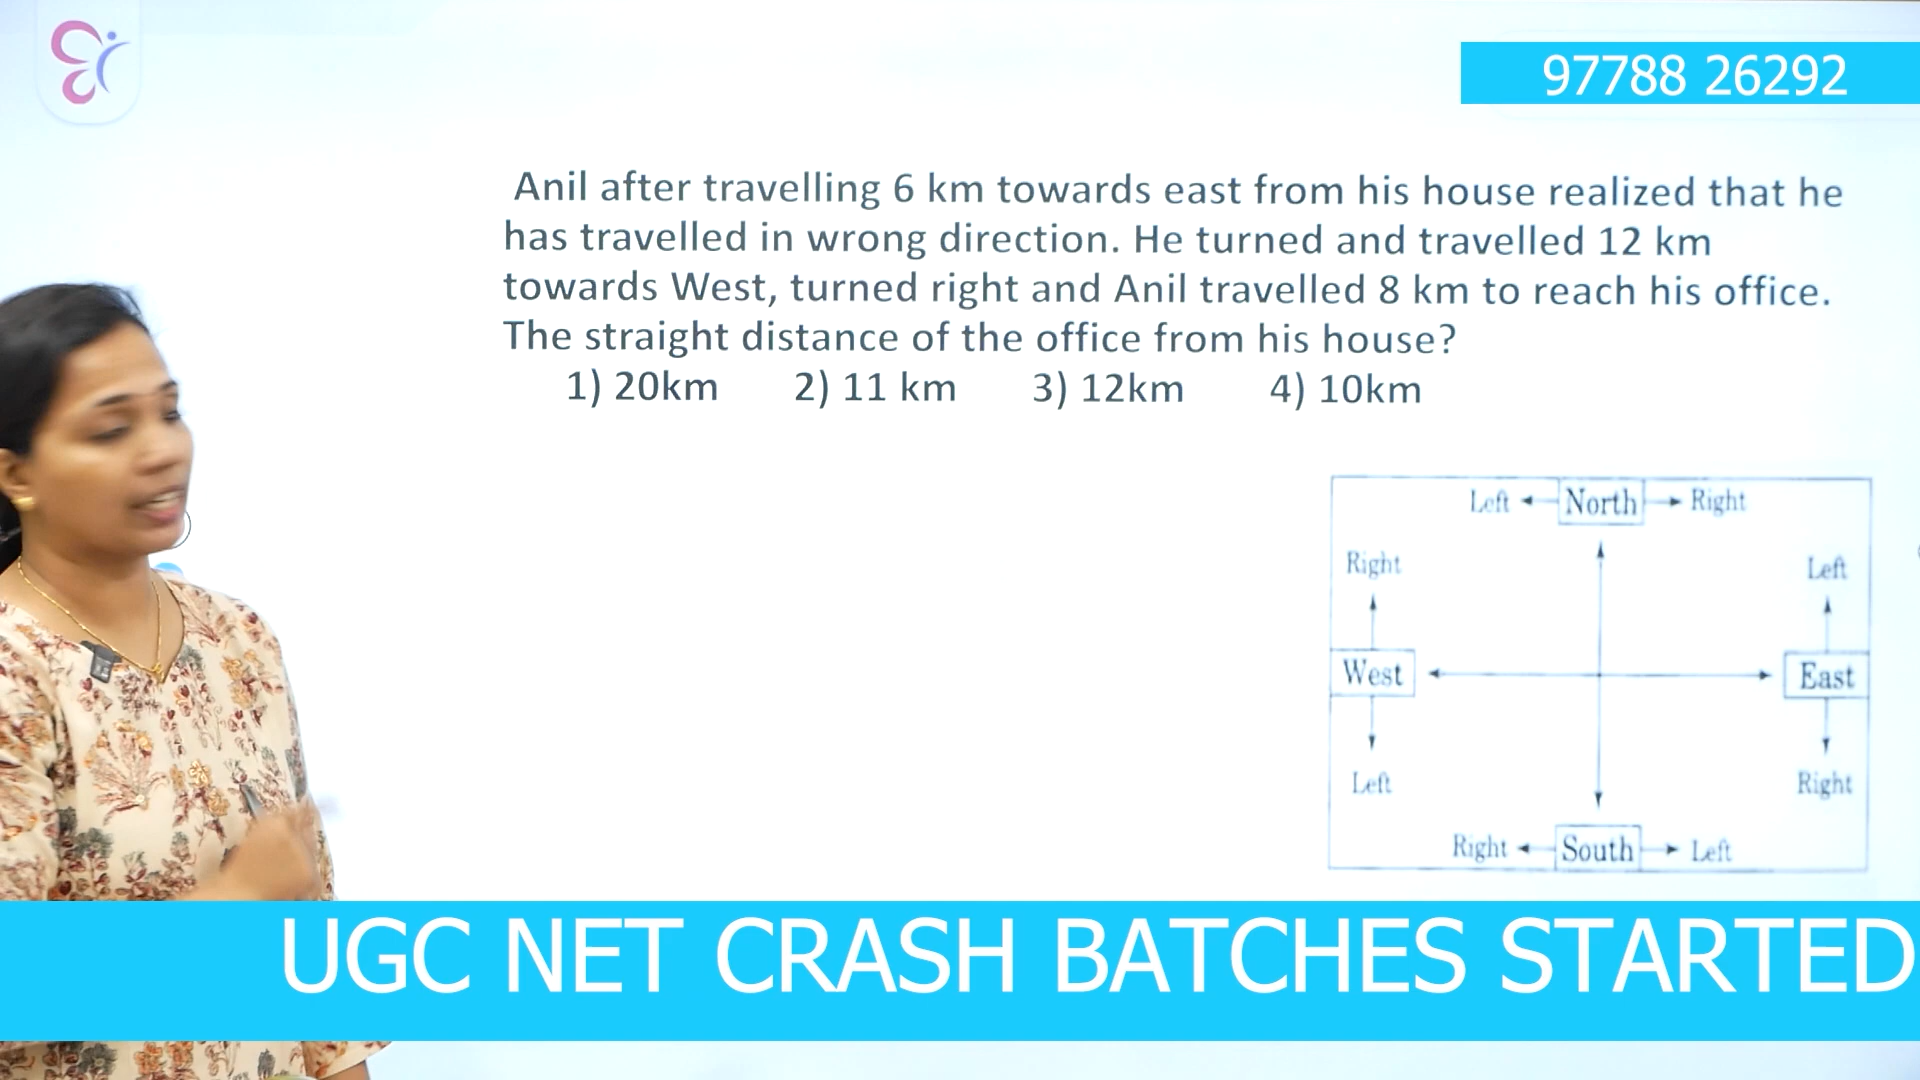 97788 26292
Anil after travelling 6 km towards east from his house realized that he
has travelled in wrong direction. He turned and travelled 12 km
towards West, turned right and Anil travelled 8 km to reach his office.
The straight distance of the office from his house?
1) 20km 2) 11 km 3) 12km 4) 10km
Left North Right
Right Left
West East
Left Right
Right South Left
UGC NET CRASH BATCHES STARTED